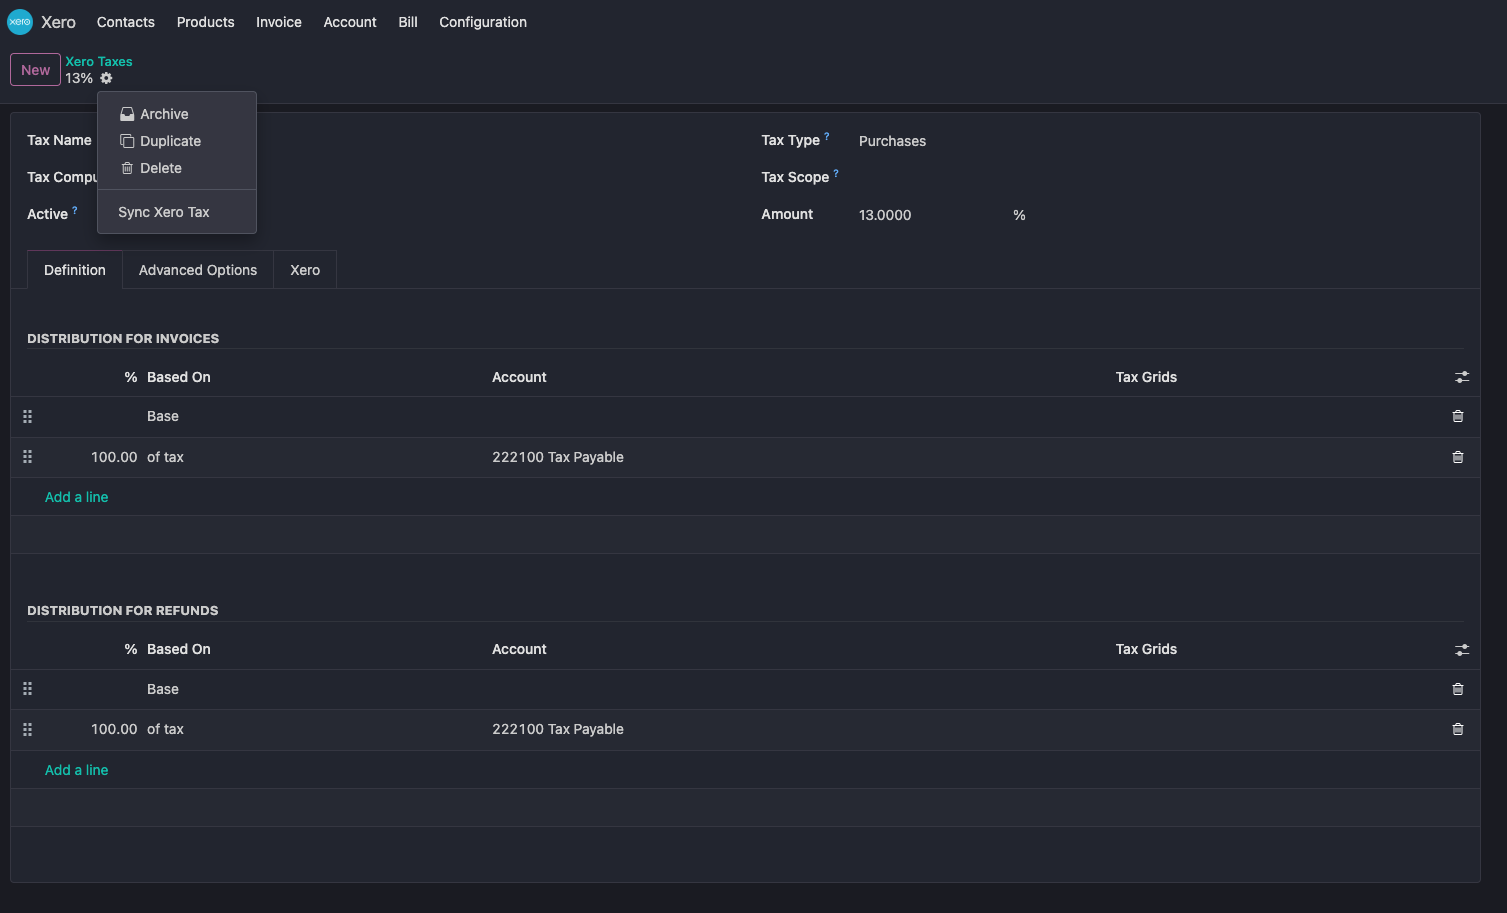 xero Xero Contacts Products Invoice Account Bill Configuration
New Xero Taxes
13%
Archive
Duplicate
Delete
Sync Xero Tax
Tax Name
Tax Compu
Active ?
Tax Type ? Purchases
Tax Scope ?
Amount 13.0000 %
Definition Advanced Options Xero
DISTRIBUTION FOR INVOICES
% Based On Account Tax Grids
Base
100.00 of tax 222100 Tax Payable
Add a line
DISTRIBUTION FOR REFUNDS
% Based On Account Tax Grids
Base
100.00 of tax 222100 Tax Payable
Add a line